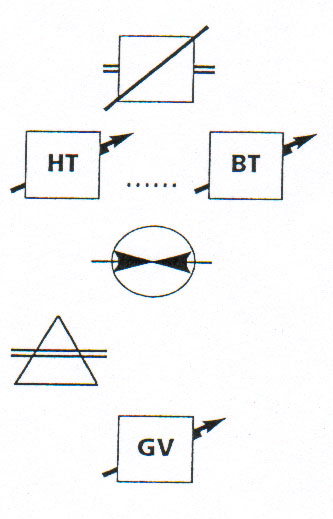 HT ...... BT
GV